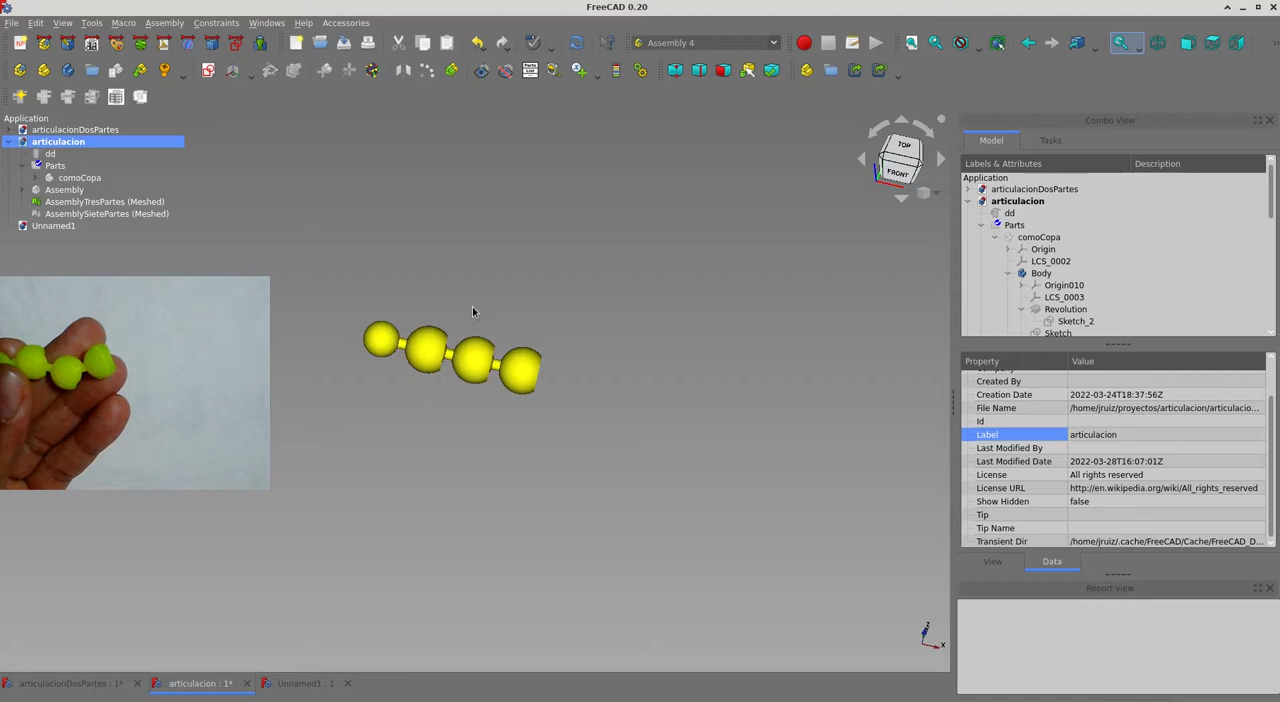 FreeCAD 0.20
File Edit View Tools Macro Assembly Constraints Windows Help Accessories
Assembly 4
Application
articulacionDosPartes
articulacion
dd
Parts
comoCopa
Assembly
AssemblyTresPartes (Meshed)
AssemblySietePartes (Meshed)
Unnamed1
TOP
FRONT
Z
X
Combo View
Model Tasks
Labels & Attributes Description
Application
articulacionDosPartes
articulacion
dd
Parts
comoCopa
Origin
LCS_0002
Body
Origin010
LCS_0003
Revolution
Sketch_2
Sketch
Property Value
Company
Created By
Creation Date 2022-03-24T18:37:56Z
File Name /home/jruiz/proyectos/articulacion/articulacio...
Id
Label articulacion
Last Modified By
Last Modified Date 2022-03-28T16:07:01Z
License All rights reserved
License URL http://en.wikipedia.org/wiki/All_rights_reserved
Show Hidden false
Tip
Tip Name
Transient Dir /home/jruiz/.cache/FreeCAD/Cache/FreeCAD_D...
View Data
Report view
articulacionDosPartes : 1* articulacion : 1* Unnamed1 : 1